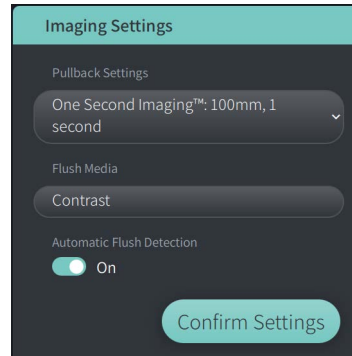 Imaging Settings
Pullback Settings
One Second Imaging™: 100mm, 1
second
Flush Media
Contrast
Automatic Flush Detection
On
Confirm Settings